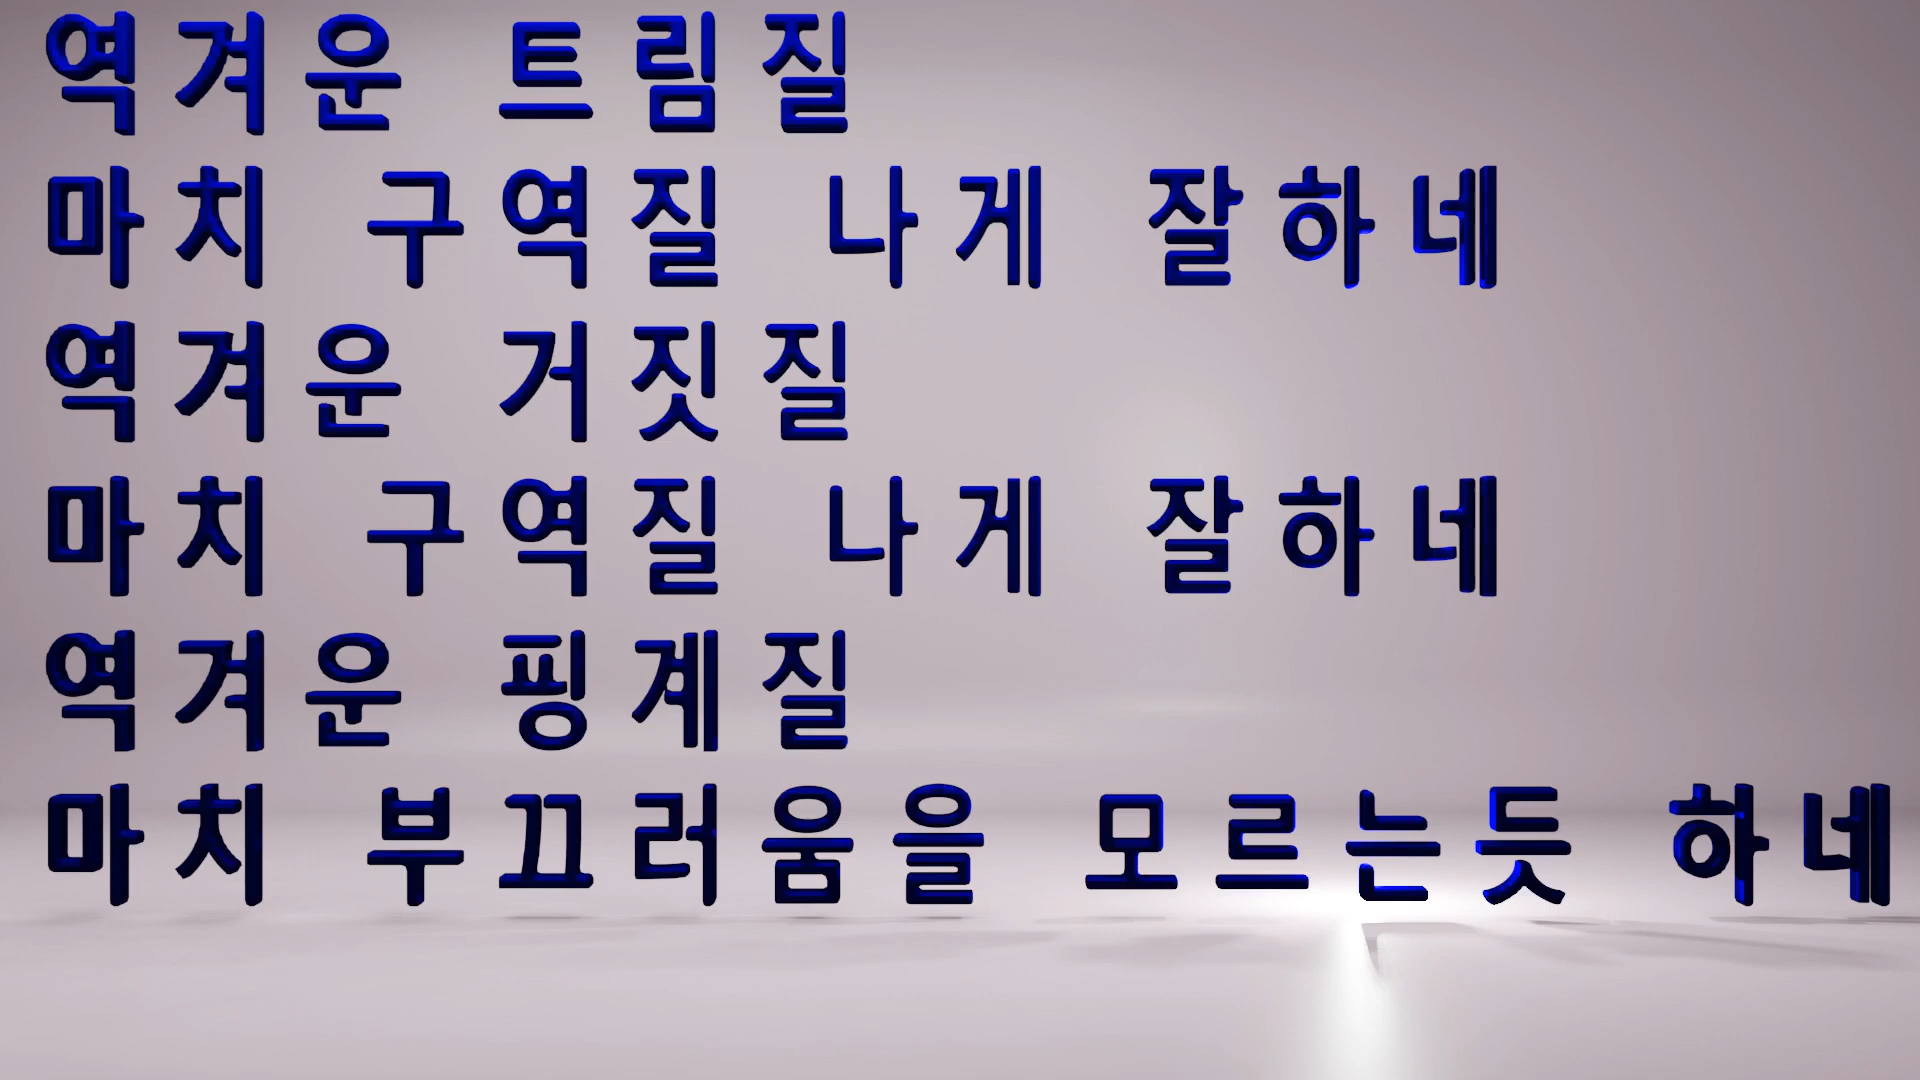 역겨운 트림질
마치 구역질 나게 잘하네
역겨운 거짓질
마치 구역질 나게 잘하네
역겨운 핑계질
마치 부끄러움을 모르는듯 하네